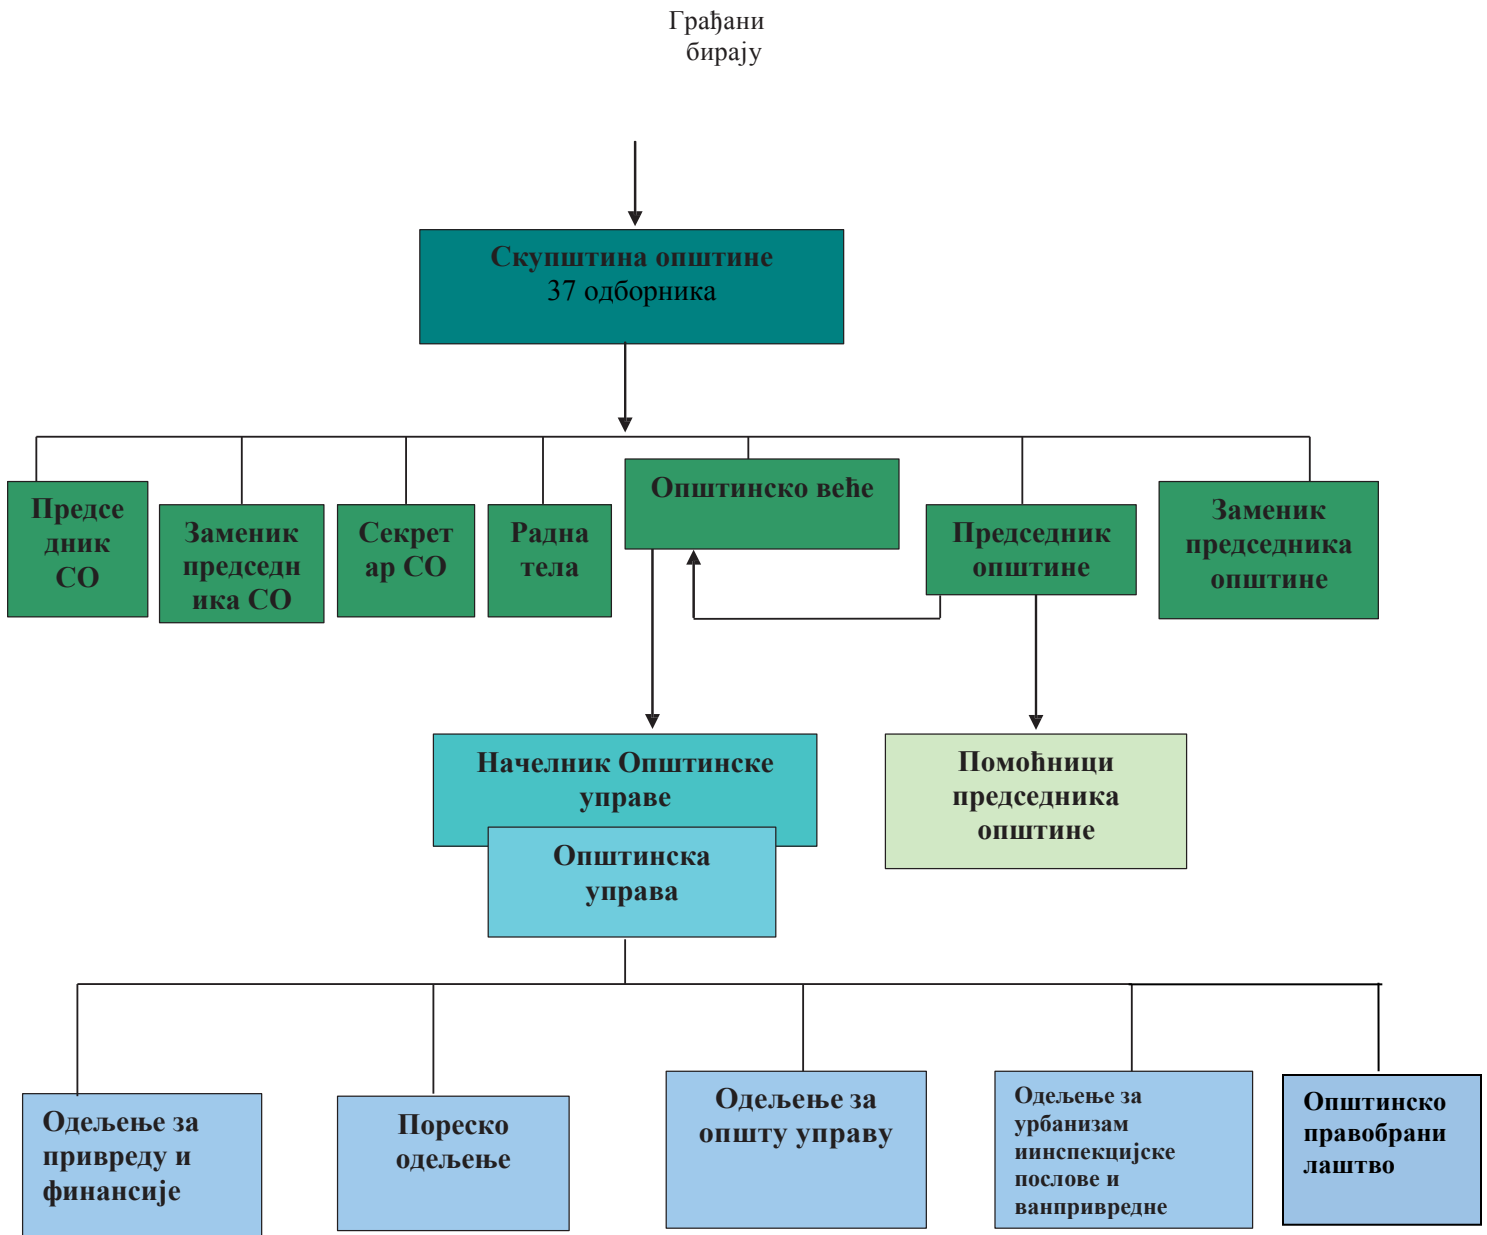 Грађани
бирају
Скупштина општине
37 одборника
Предсе
дник
СО
Заменик
председн
ика СО
Секрет
ар СО
Радна
тела
Општинско веће
Председник
општине
Заменик
председника
општине
Начелник Општинске
управе
Помоћници
председника
општине
Општинска
управа
Одељење за
привреду и
финансије
Пореско
одељење
Одељење за
општу управу
Одељење за
урбанизам
иинспекцијске
послове и
ванпривредне
Општинско
правобрани
лаштво